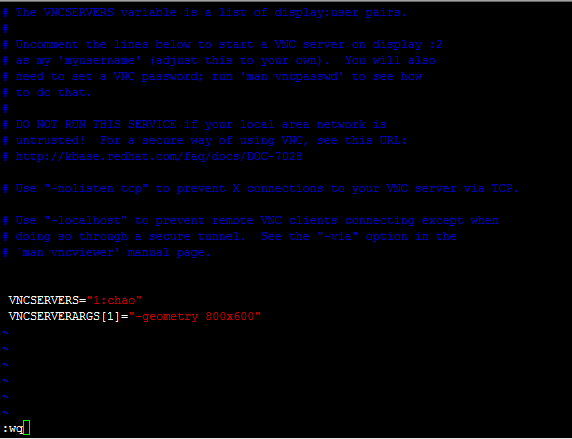 # The VNCSERVERS variable is a list of display:user pairs.
#
# Uncomment the lines below to start a VNC server on display :2
# as my 'myusername' (adjust this to your own).  You will also
# need to set a VNC password; run 'man vncpasswd' to see how
# to do that.
#
# DO NOT RUN THIS SERVICE if your local area network is
# untrusted!  For a secure way of using VNC, see this URL:
# http://kbase.redhat.com/faq/docs/DOC-7028

# Use "-nolisten tcp" to prevent X connections to your VNC server via TCP.

# Use "-localhost" to prevent remote VNC clients connecting except when
# doing so through a secure tunnel.  See the "-via" option in the
# `man vncviewer' manual page.

VNCSERVERS="1:chao"
VNCSERVERARGS[1]="-geometry 800x600"
~
~
~
~
~
~
:wq